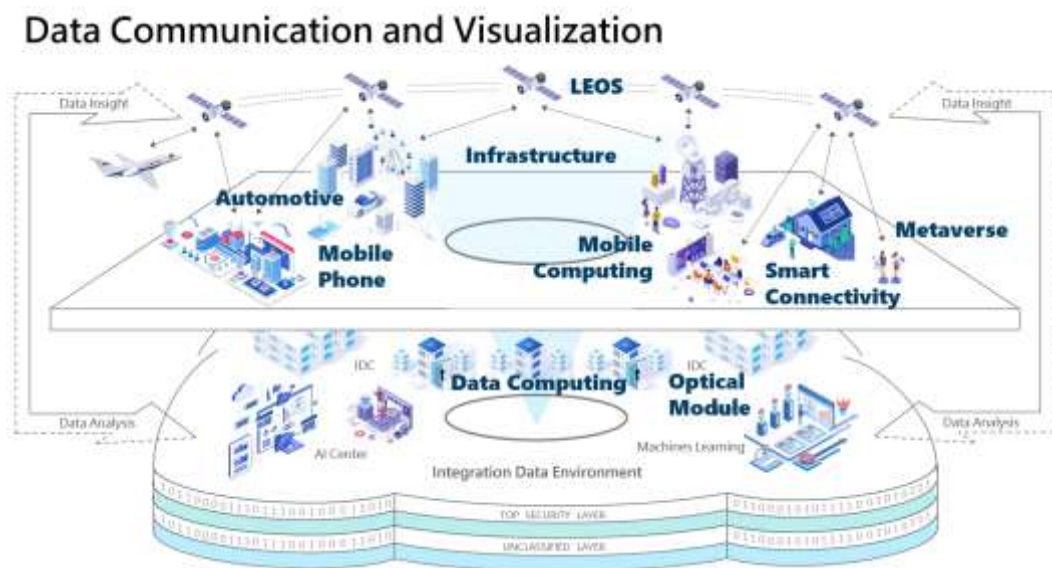 Data Communication and Visualization
LEOS
Data Insight
Data Insight
Infrastructure
Automotive
Metaverse
Mobile
Phone
Mobile
Computing
Smart
Connectivity
IDC
IDC
Data Computing
Optical
Module
Data Analysis
Data Analysis
AI Center
Machines Learning
Integration Data Environment
TOP SECURITY LAYER
UNCLASSIFIED LAYER